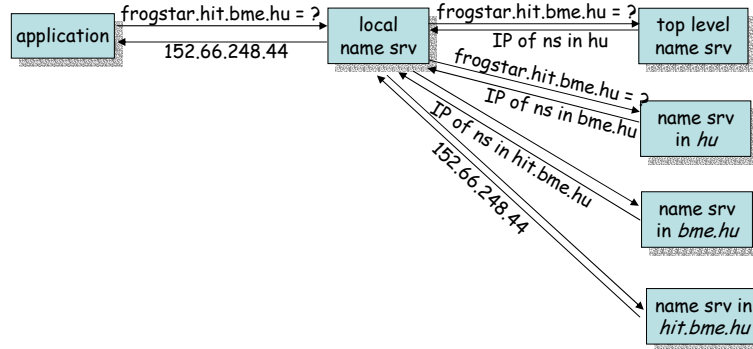 frogstar.hit.bme.hu = ?
frogstar.hit.bme.hu = ?
application
local
name srv
top level
name srv
152.66.248.44
IP of ns in hu
frogstar.hit.bme.hu = ?
IP of ns in bme.hu
name srv
in hu
IP of ns in hit.bme.hu
152.66.248.44
name srv
in bme.hu
name srv in
hit.bme.hu